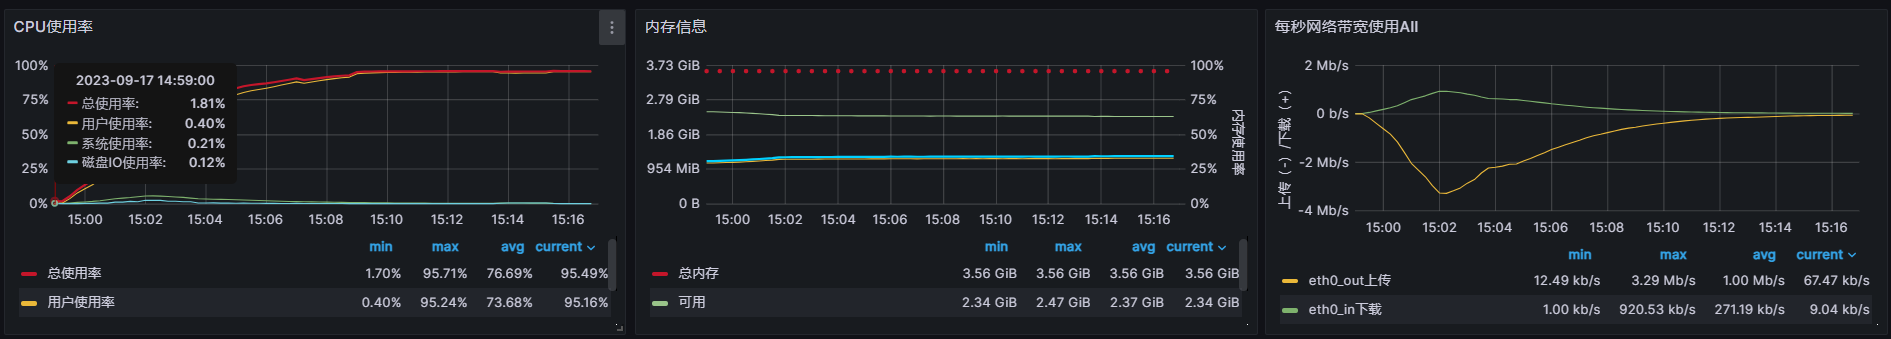 CPU使用率
100%
75%
50%
25%
0%
2023-09-17 14:59:00
总使用率: 1.81%
用户使用率: 0.40%
系统使用率: 0.21%
磁盘IO使用率: 0.12%
15:00 15:02 15:04 15:06 15:08 15:10 15:12 15:14 15:16
min max avg current
总使用率 1.70% 95.71% 76.69% 95.49%
用户使用率 0.40% 95.24% 73.68% 95.16%
内存信息
3.73 GiB
2.79 GiB
1.86 GiB
954 MiB
0 B
100%
75%
50%
25%
0%
内存使用率
15:00 15:02 15:04 15:06 15:08 15:10 15:12 15:14 15:16
min max avg current
总内存 3.56 GiB 3.56 GiB 3.56 GiB 3.56 GiB
可用 2.34 GiB 2.47 GiB 2.37 GiB 2.34 GiB
每秒网络带宽使用All
上传（-）/下载（+）
2 Mb/s
0 b/s
-2 Mb/s
-4 Mb/s
15:00 15:02 15:04 15:06 15:08 15:10 15:12 15:14 15:16
min max avg current
eth0_out上传 12.49 kb/s 3.29 Mb/s 1.00 Mb/s 67.47 kb/s
eth0_in下载 1.00 kb/s 920.53 kb/s 271.19 kb/s 9.04 kb/s